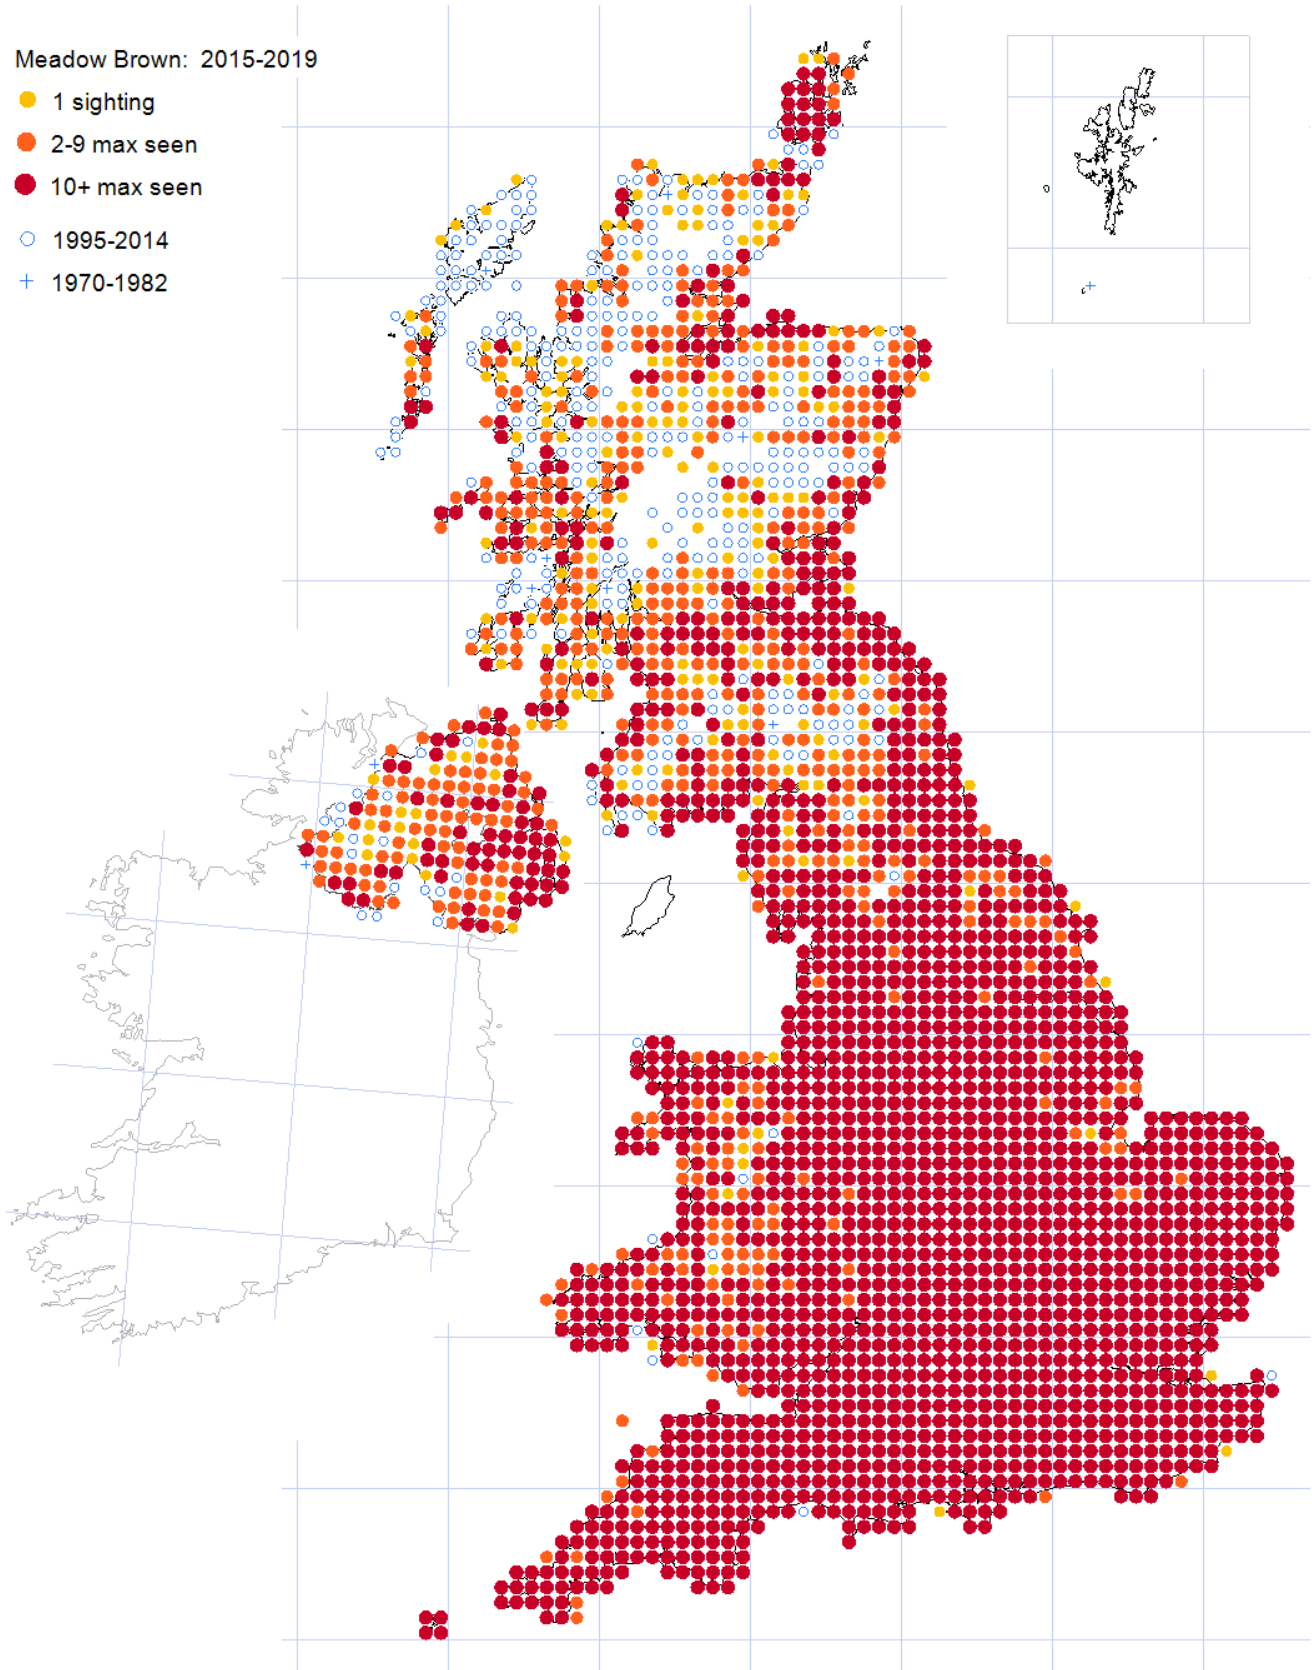 Meadow Brown: 2015-2019
1 sighting
2-9 max seen
10+ max seen
1995-2014
1970-1982